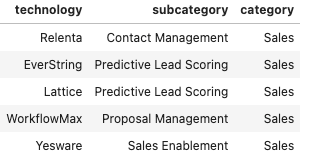 technology subcategory category
Relenta Contact Management Sales
EverString Predictive Lead Scoring Sales
Lattice Predictive Lead Scoring Sales
WorkflowMax Proposal Management Sales
Yesware Sales Enablement Sales